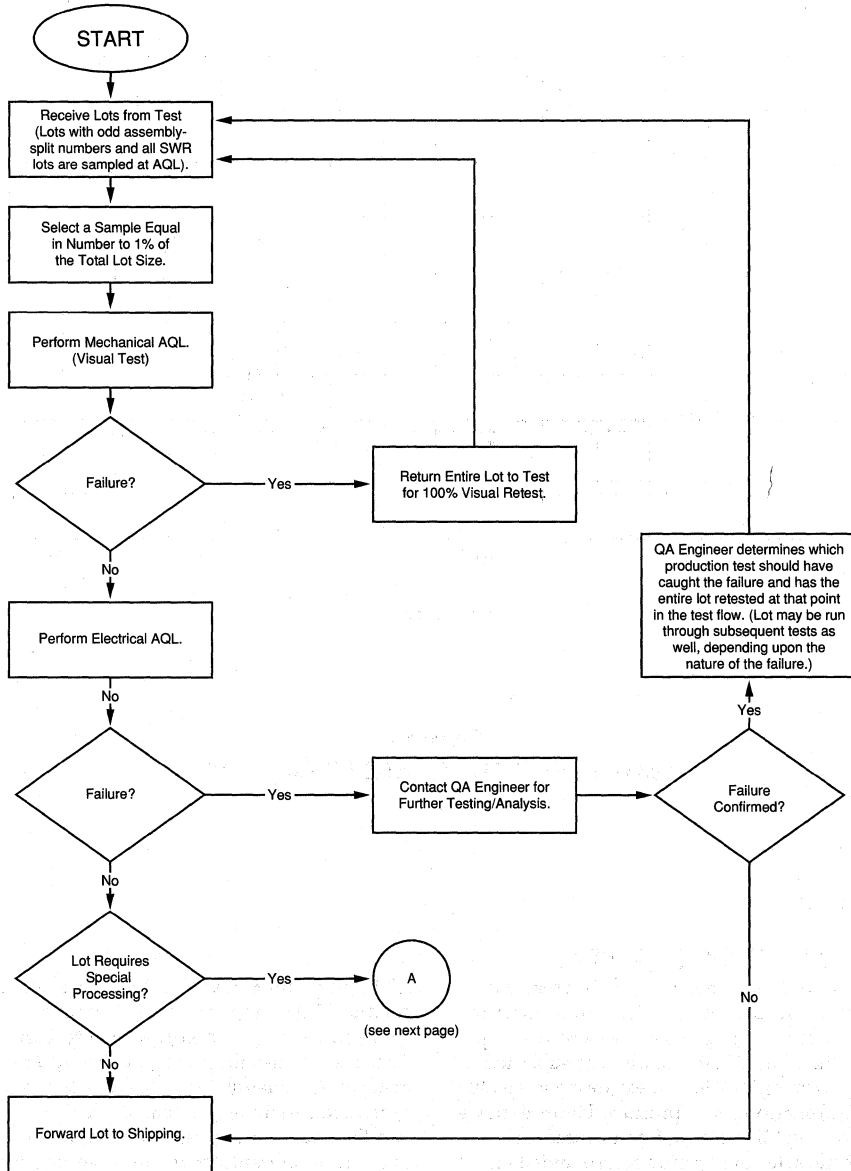 START
Receive Lots from Test
(Lots with odd assembly-
split numbers and all SWR
lots are sampled at AQL).
Select a Sample Equal
in Number to 1% of
the Total Lot Size.
Perform Mechanical AQL.
(Visual Test)
Failure?
Yes
Return Entire Lot to Test
for 100% Visual Retest.
No
Perform Electrical AQL.
No
Failure?
Yes
Contact QA Engineer for
Further Testing/Analysis.
Failure
Confirmed?
Yes
QA Engineer determines which
production test should have
caught the failure and has the
entire lot retested at that point
in the test flow. (Lot may be run
through subsequent tests as
well, depending upon the
nature of the failure.)
No
No
Lot Requires
Special
Processing?
Yes
A
(see next page)
No
Forward Lot to Shipping.